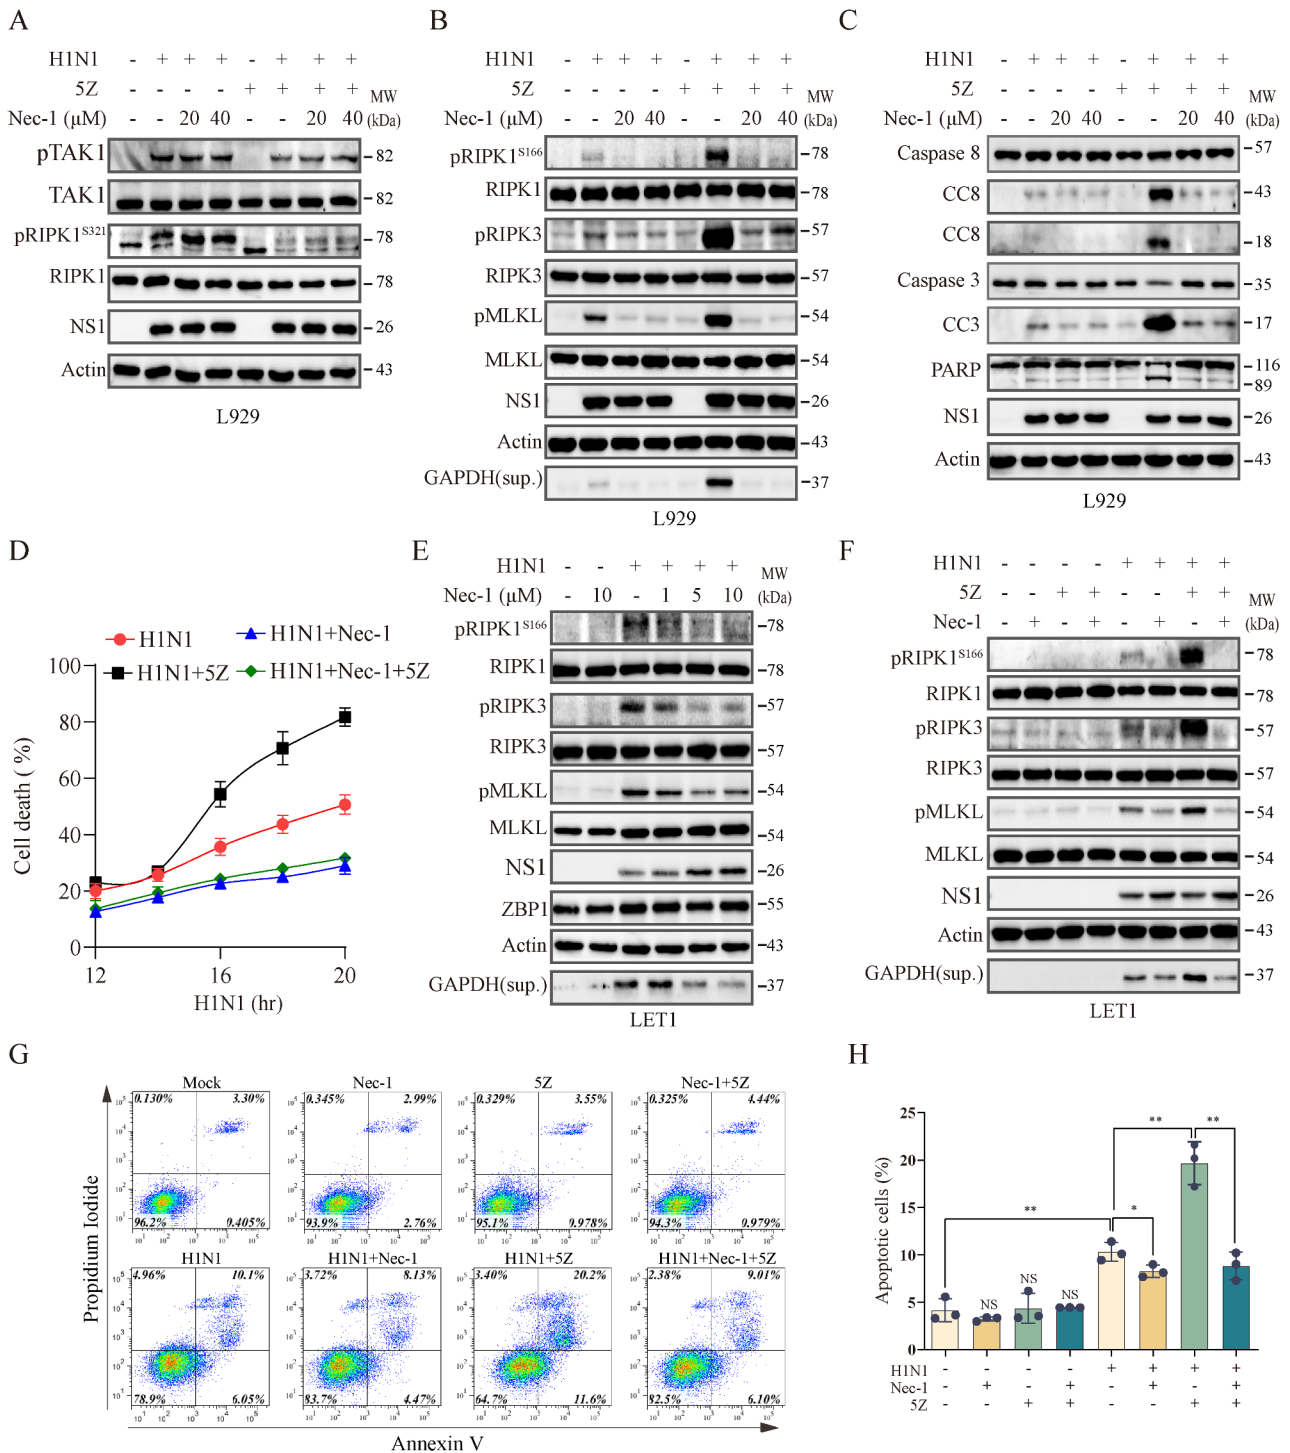 A
H1N1 - + + + - + + +
5Z - - - - + + + + MW
Nec-1 (μM) - - 20 40 - - 20 40 (kDa)
pTAK1 -82
TAK1 -82
pRIPK1S321 -78
RIPK1 -78
NS1 -26
Actin -43
L929
B
H1N1 - + + + - + + +
5Z - - - - + + + + MW
Nec-1 (μM) - - 20 40 - - 20 40 (kDa)
pRIPK1S166 -78
RIPK1 -78
pRIPK3 -57
RIPK3 -57
pMLKL -54
MLKL -54
NS1 -26
Actin -43
GAPDH(sup.) -37
L929
C
H1N1 - + + + - + + +
5Z - - - - + + + + MW
Nec-1 (μM) - - 20 40 - - 20 40 (kDa)
Caspase 8 -57
CC8 -43
CC8 -18
Caspase 3 -35
CC3 -17
PARP -116
-89
NS1 -26
Actin -43
L929
D
H1N1 H1N1+Nec-1
H1N1+5Z H1N1+Nec-1+5Z
Cell death ( %)
100
80
60
40
20
0
12 16 20
H1N1 (hr)
E
H1N1 - - + + + + MW
Nec-1 (μM) - 10 - 1 5 10 (kDa)
pRIPK1S166 -78
RIPK1 -78
pRIPK3 -57
RIPK3 -57
pMLKL -54
MLKL -54
NS1 -26
ZBP1 -55
Actin -43
GAPDH(sup.) -37
LET1
F
H1N1 - - - - + + + +
5Z - - + + - - + + MW
Nec-1 - + - + - + - + (kDa)
pRIPK1S166 -78
RIPK1 -78
pRIPK3 -57
RIPK3 -57
pMLKL -54
MLKL -54
NS1 -26
Actin -43
GAPDH(sup.) -37
LET1
G
Propidium Iodide
Mock Nec-1 5Z Nec-1+5Z
0.130% 3.30% 0.345% 2.99% 0.329% 3.55% 0.325% 4.44%
96.2% 0.405% 93.9% 2.76% 95.1% 0.978% 94.3% 0.979%
H1N1 H1N1+Nec-1 H1N1+5Z H1N1+Nec-1+5Z
4.96% 10.1% 3.72% 8.13% 3.40% 20.2% 2.38% 9.01%
78.9% 6.05% 83.7% 4.47% 64.7% 11.6% 82.5% 6.10%
Annexin V
H
Apoptotic cells (%)
25
20
15
10
5
0
** ** ** *
NS NS NS
H1N1 - - - - + + + +
Nec-1 - + - + - + - +
5Z - - + + - - + +